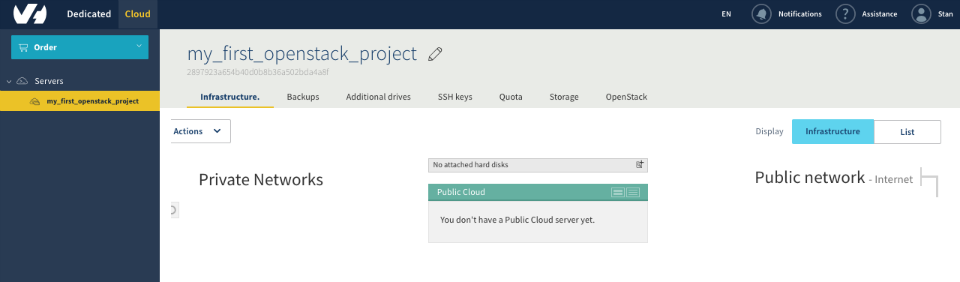 Dedicated Cloud EN Notifications ? Assistance Stan
Order
my_first_openstack_project
Servers
my_first_openstack_project
Infrastructure. Backups Additional drives SSH keys Quota Storage OpenStack
Actions
Display Infrastructure List
No attached hard disks
Private Networks
Public network - Internet
Public Cloud
You don't have a Public Cloud server yet.